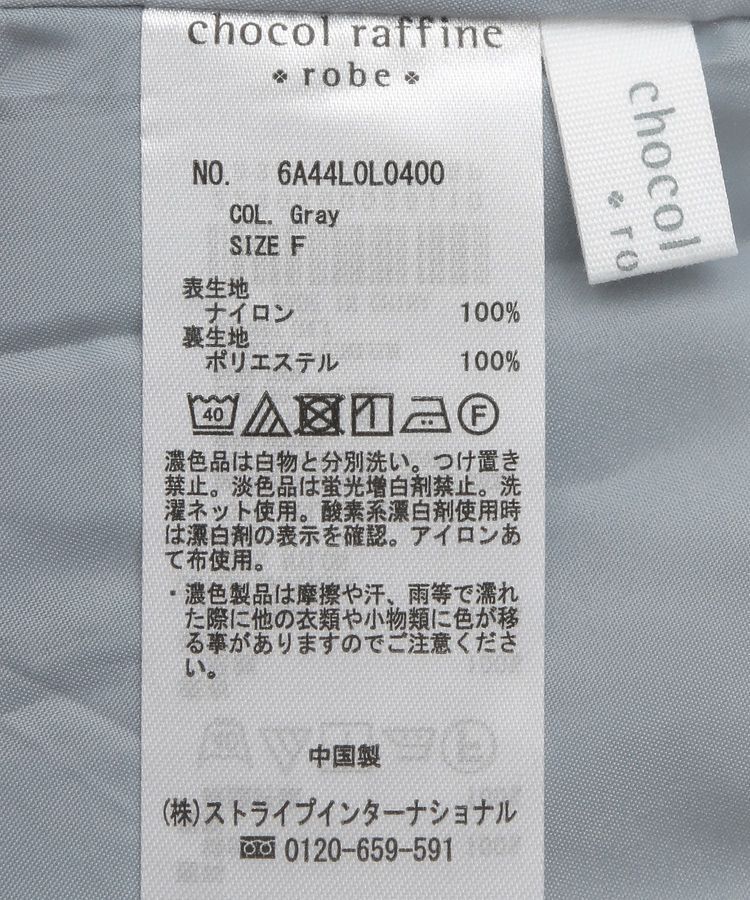 chocol raffine
robe
NO. 6A44L0L0400
COL. Gray
SIZE F
表生地
ナイロン 100%
裏生地
ポリエステル 100%
40 F
濃色品は白物と分別洗い。つけ置き
禁止。淡色品は蛍光増白剤禁止。洗
濯ネット使用。酸素系漂白剤使用時
は漂白剤の表示を確認。アイロンあ
て布使用。
・濃色製品は摩擦や汗、雨等で濡れ
た際に他の衣類や小物類に色が移
る事がありますのでご注意くださ
い。
中国製
(株)ストライプインターナショナル
0120-659-591
chocol
ro